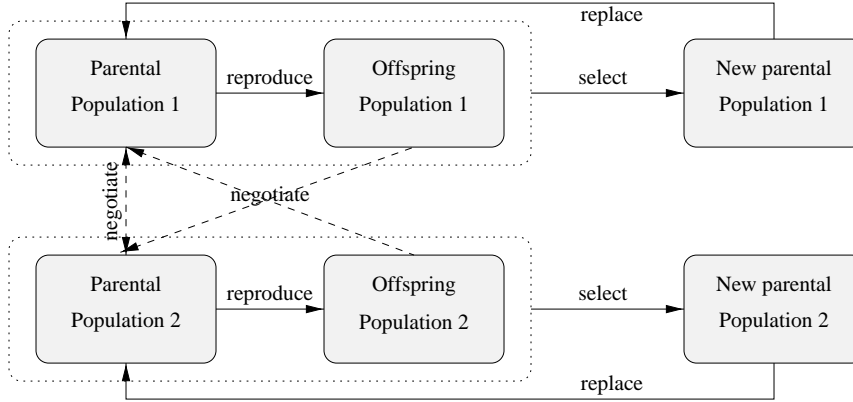 replace
Parental
Population 1
reproduce
Offspring
Population 1
select
New parental
Population 1
negotiate
negotiate
Parental
Population 2
reproduce
Offspring
Population 2
select
New parental
Population 2
replace